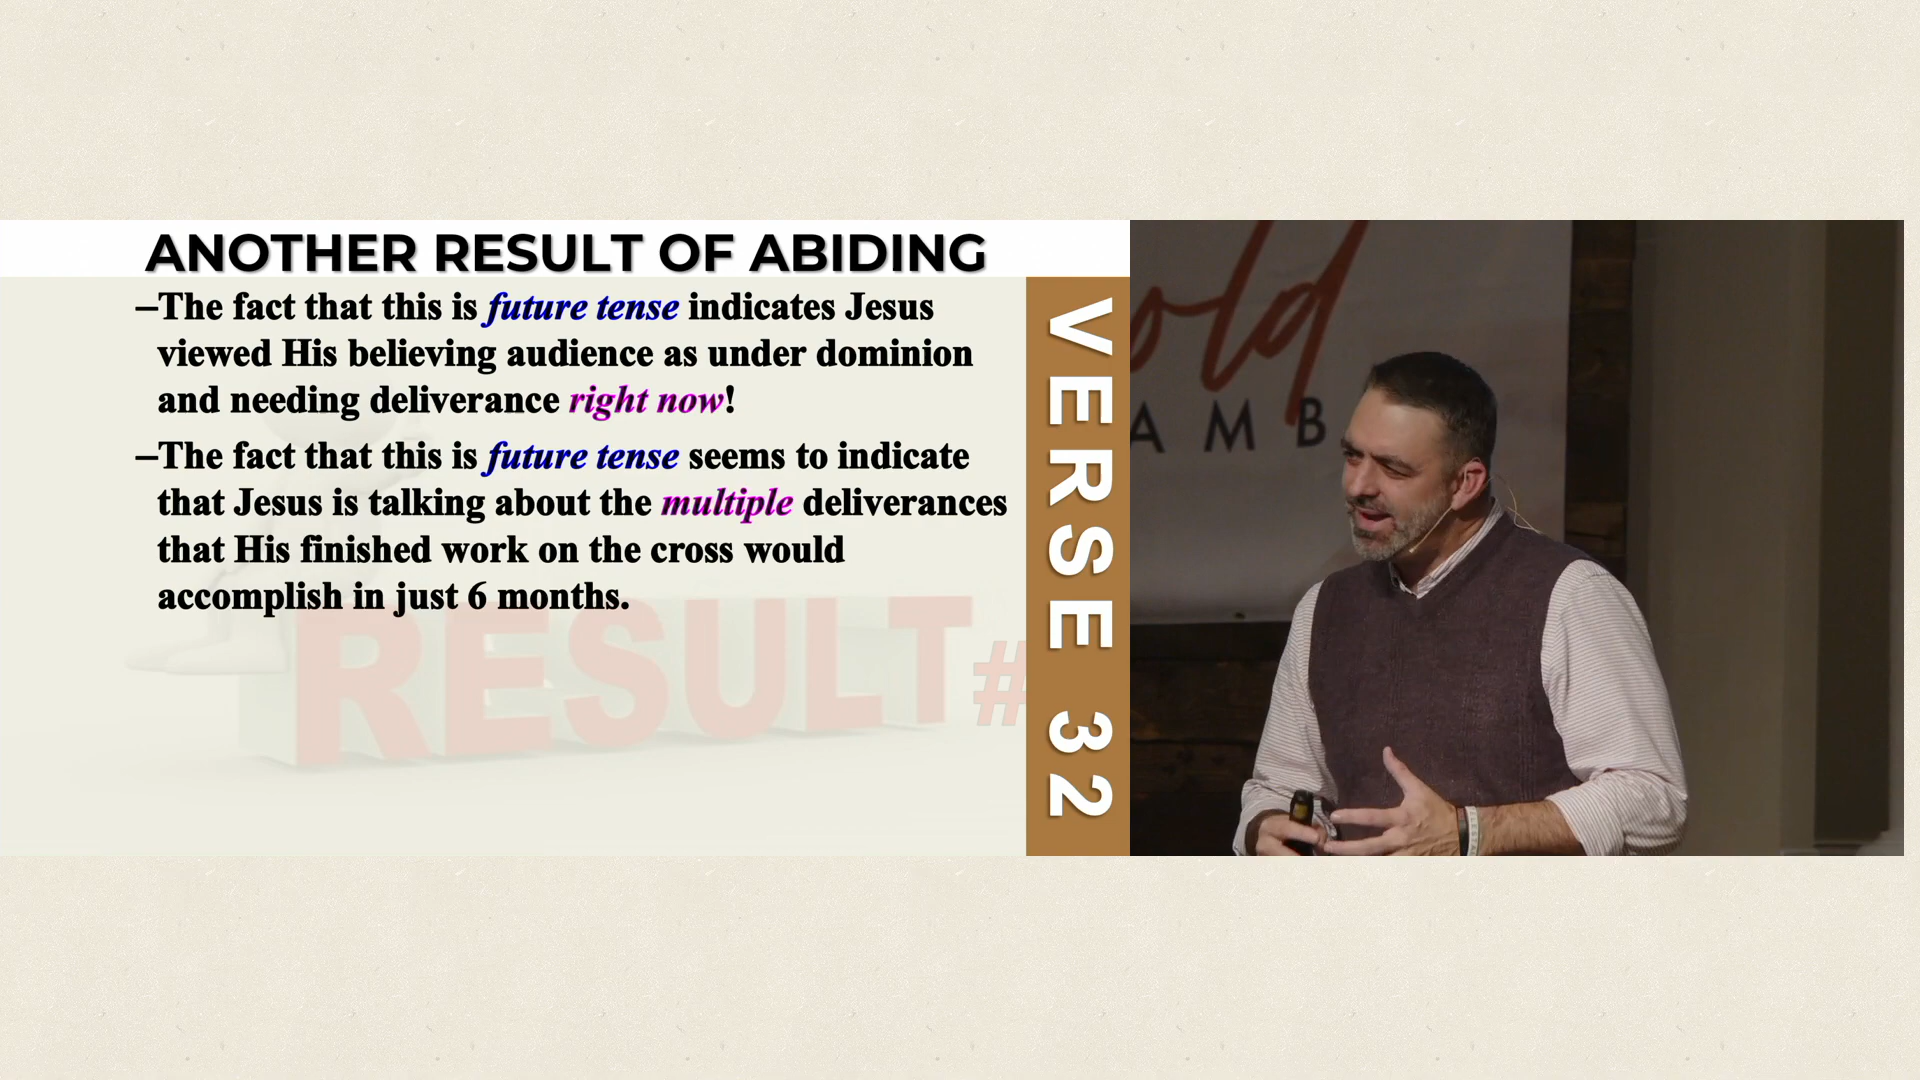 ANOTHER RESULT OF ABIDING
–The fact that this is future tense indicates Jesus
viewed His believing audience as under dominion
and needing deliverance right now!
–The fact that this is future tense seems to indicate
that Jesus is talking about the multiple deliverances
that His finished work on the cross would
accomplish in just 6 months.
RESULT #
VERSE 32
old
AMB